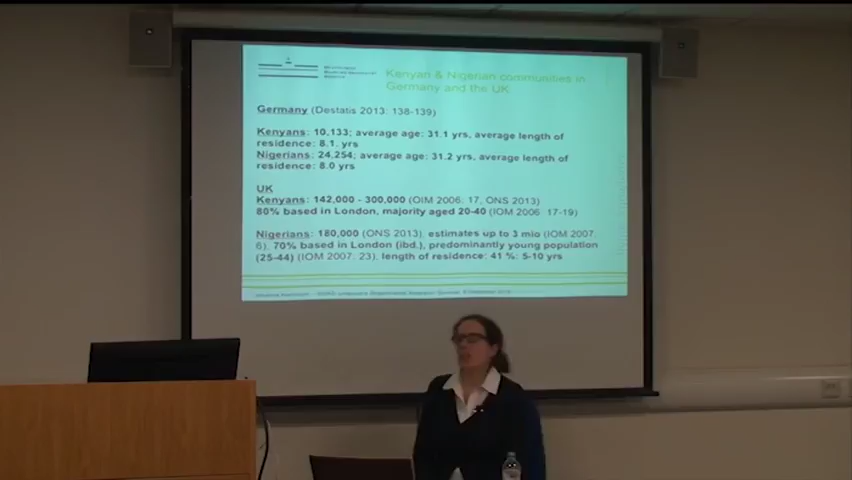 Kenyan & Nigerian communities in
Germany and the UK
Germany (Destatis 2013: 138-139)
Kenyans: 10,133; average age: 31.1 yrs, average length of
residence: 8.1. yrs
Nigerians: 24,254; average age: 31.2 yrs, average length of
residence: 8.0 yrs
UK
Kenyans: 142,000 - 300,000 (OIM 2006: 17, ONS 2013)
80% based in London, majority aged 20-40 (IOM 2006: 17-19)
Nigerians: 180,000 (ONS 2013), estimates up to 3 mio (IOM 2007:
6), 70% based in London (ibd.), predominantly young population
(25-44) (IOM 2007: 23), length of residence: 41 %: 5-10 yrs